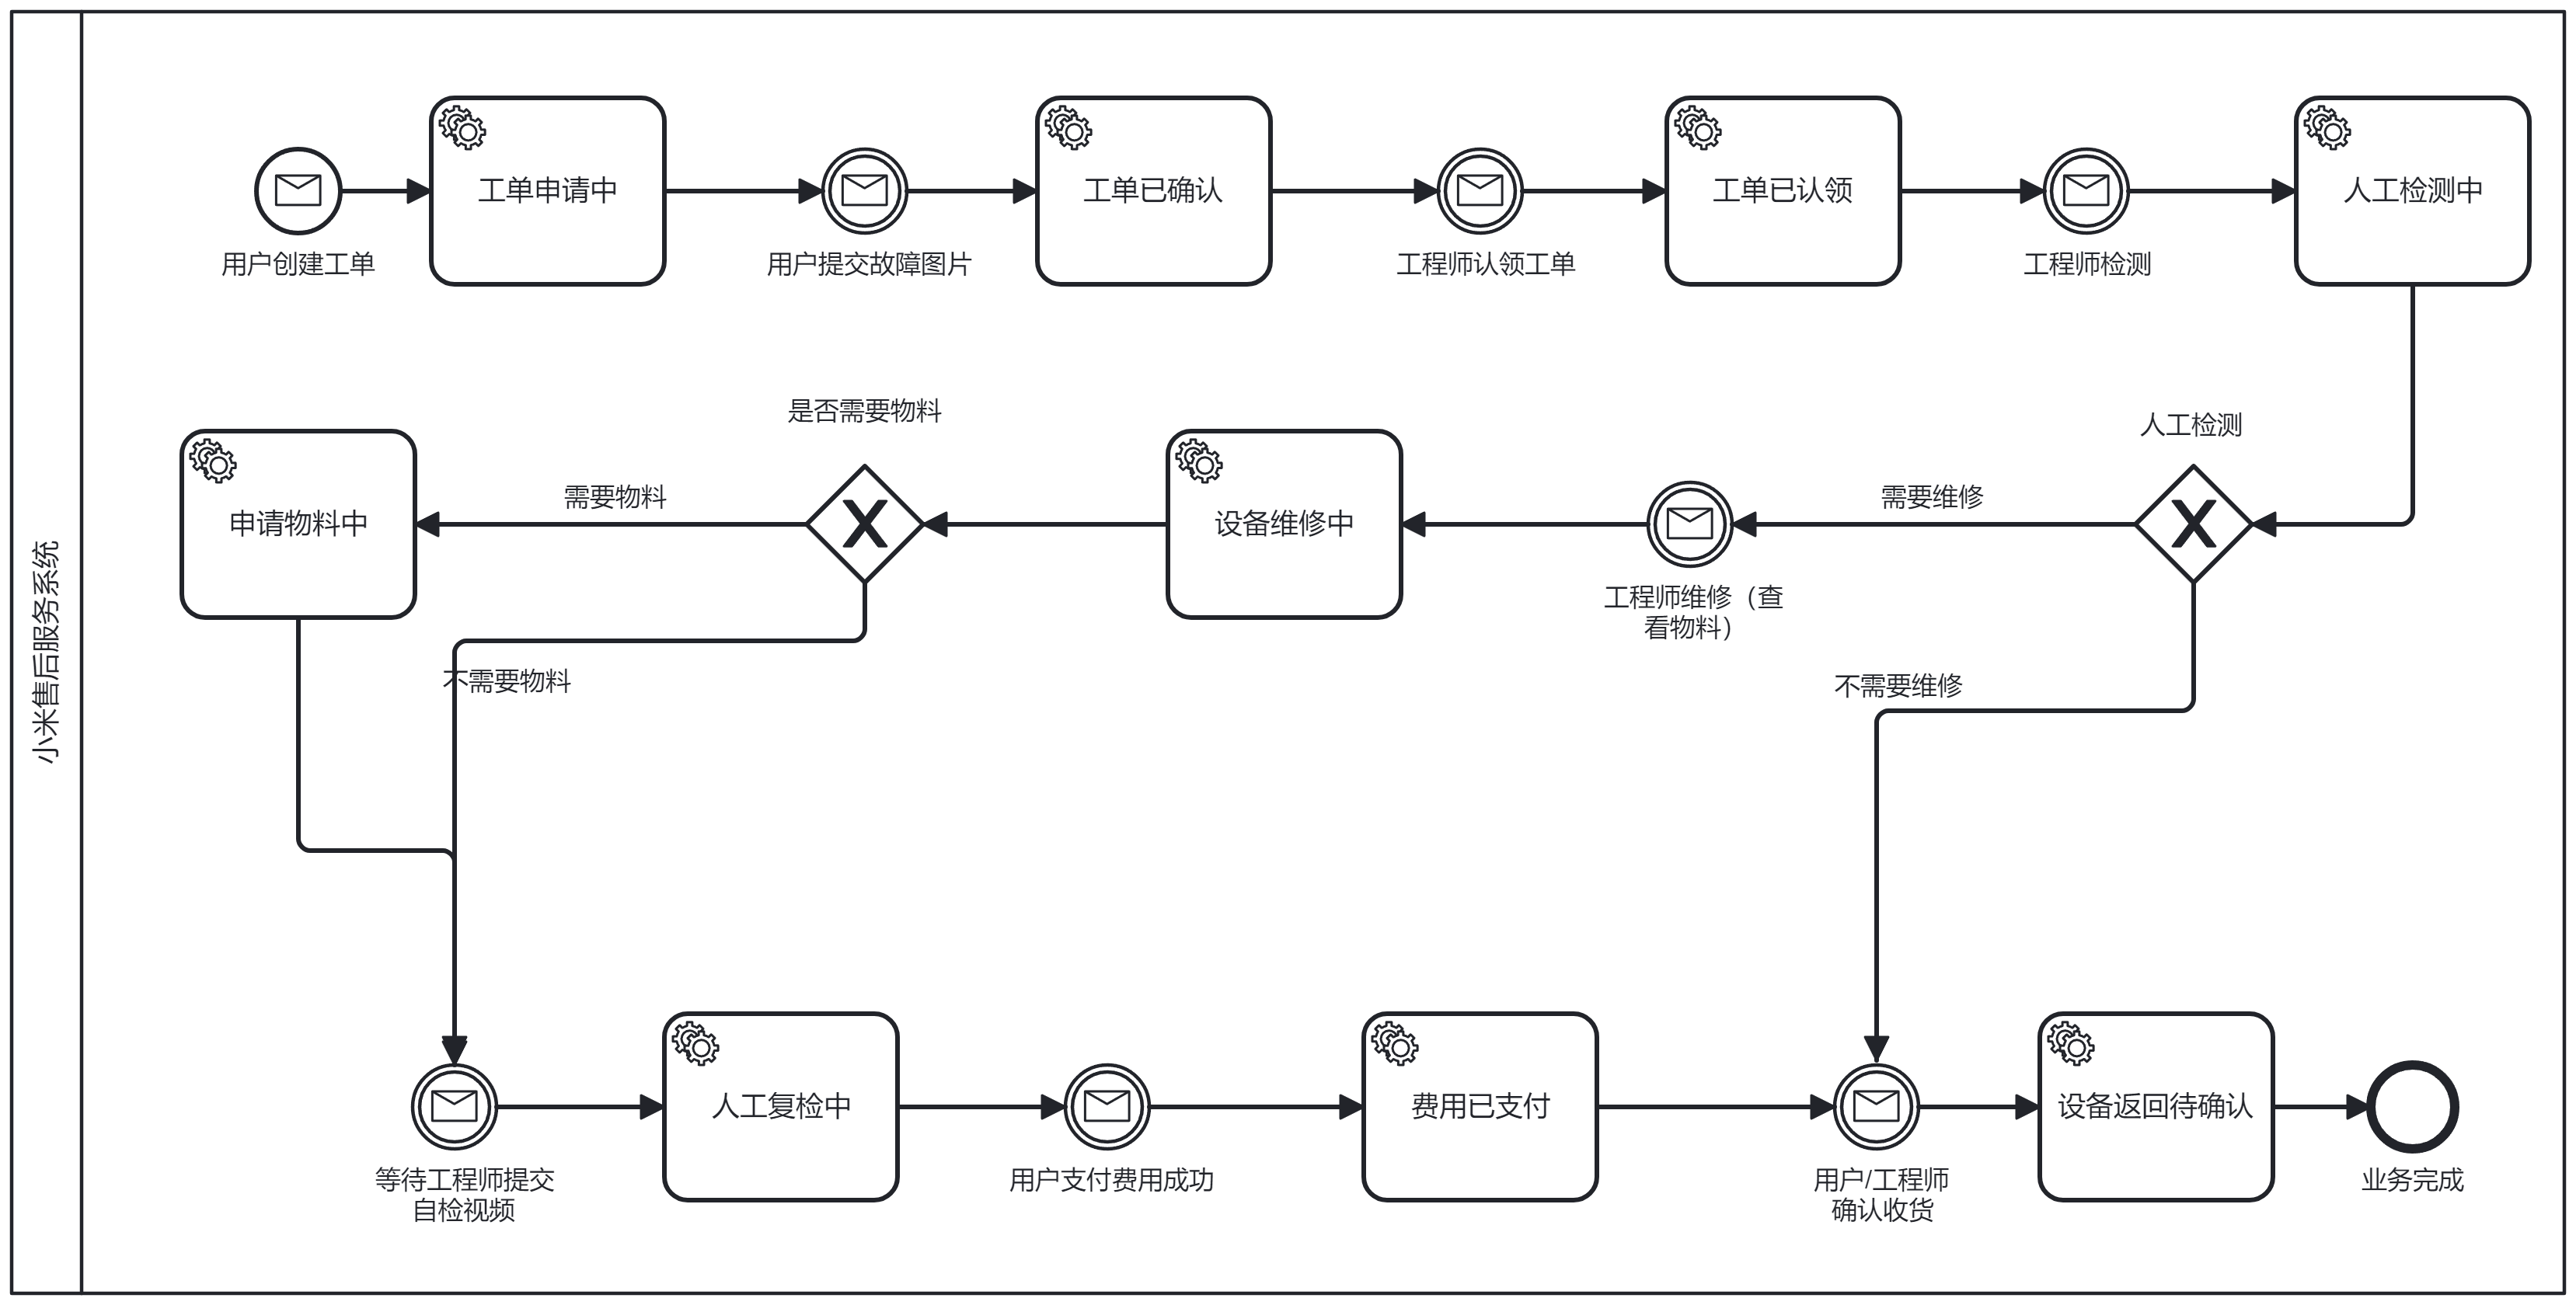 小米售后服务系统
工单申请中
工单已确认
工单已认领
人工检测中
用户创建工单
用户提交故障图片
工程师认领工单
工程师检测
是否需要物料
人工检测
需要物料
需要维修
申请物料中
设备维修中
工程师维修（查
看物料）
不需要物料
不需要维修
人工复检中
费用已支付
设备返回待确认
等待工程师提交
自检视频
用户支付费用成功
用户/工程师
确认收货
业务完成